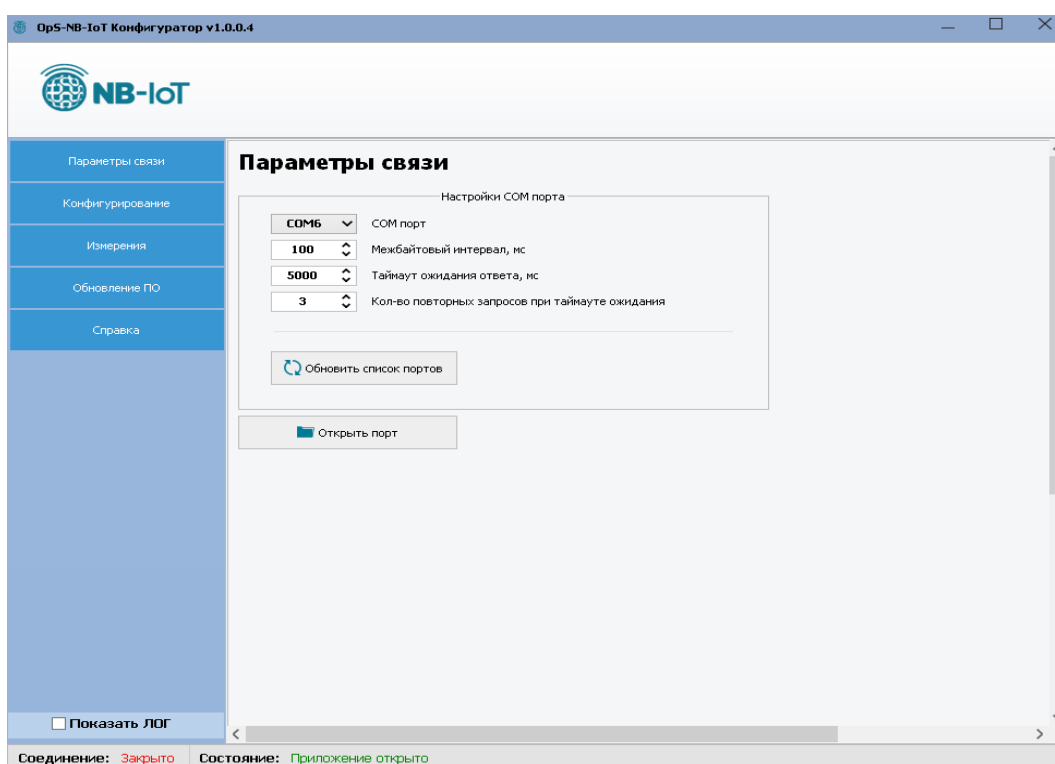 OpS-NB-IoT Конфигуратор v1.0.0.4
NB-IoT
Параметры связи
Конфигурирование
Измерения
Обновление ПО
Справка
Параметры связи
Настройки COM порта
COM6 COM порт
100 Межбайтовый интервал, мс
5000 Таймаут ожидания ответа, мс
3 Кол-во повторных запросов при таймауте ожидания
Обновить список портов
Открыть порт
Показать ЛОГ
Соединение: Закрыто Состояние: Приложение открыто